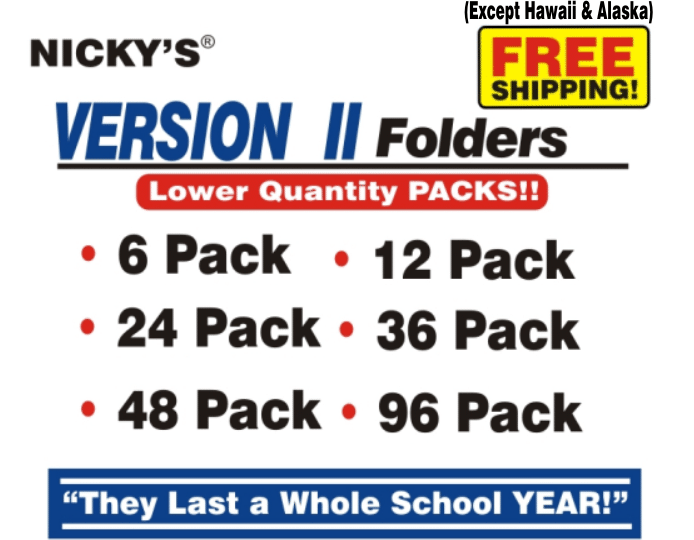 (Except Hawaii & Alaska)
NICKY'S®
FREE
SHIPPING!
VERSION II Folders
Lower Quantity PACKS!!
• 6 Pack • 12 Pack
• 24 Pack • 36 Pack
• 48 Pack • 96 Pack
“They Last a Whole School YEAR!”